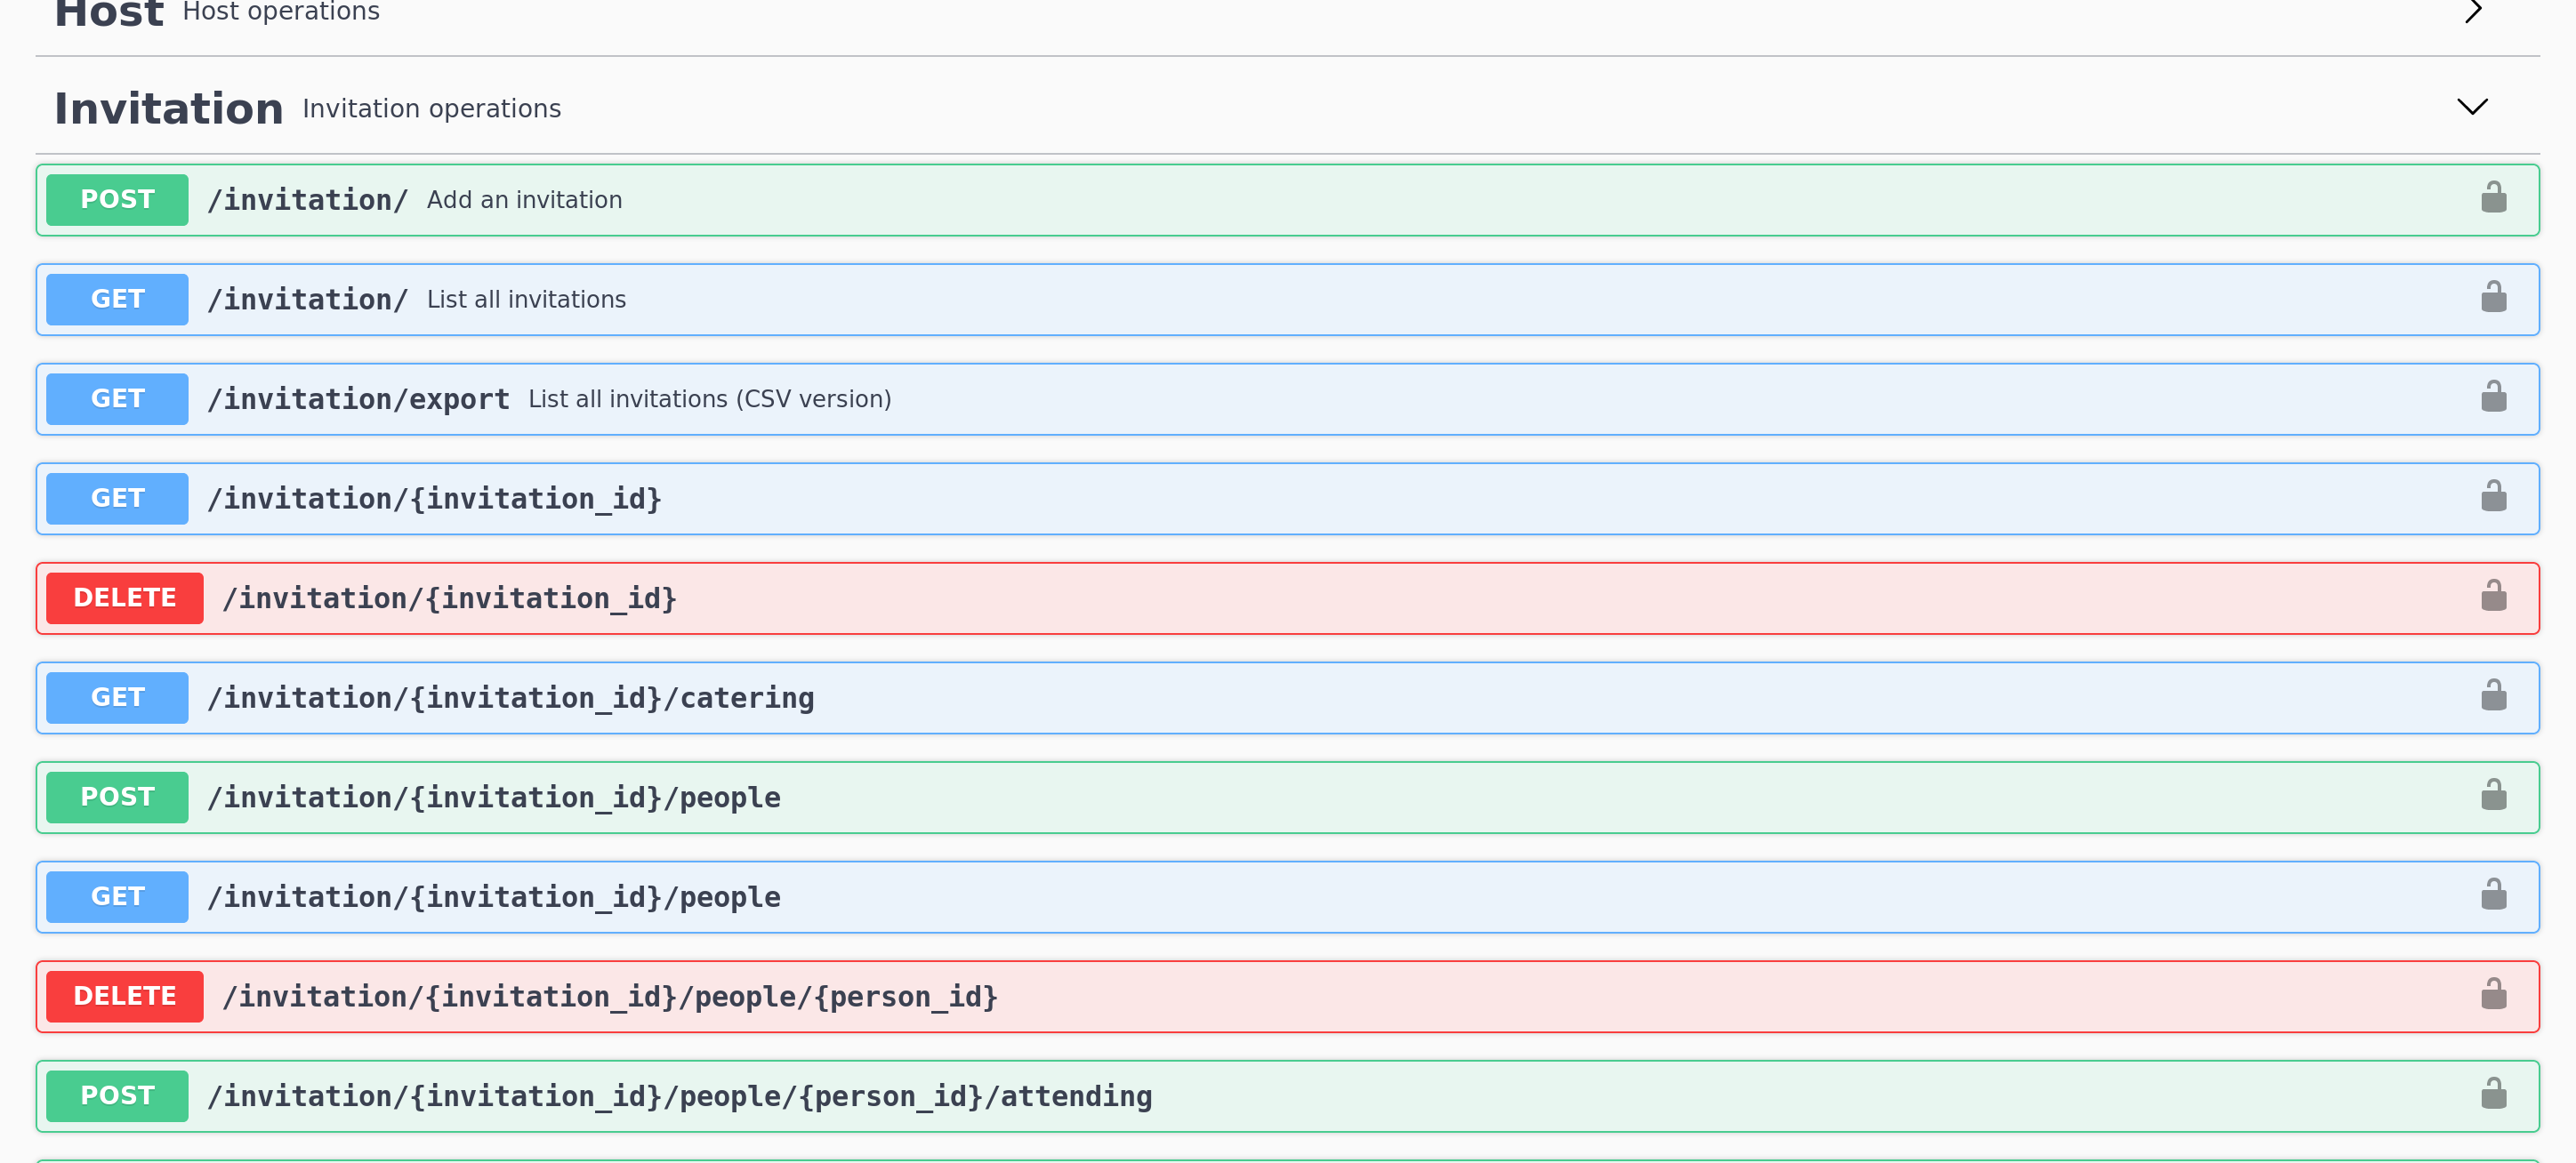 Host Host operations
Invitation Invitation operations
POST /invitation/ Add an invitation
GET /invitation/ List all invitations
GET /invitation/export List all invitations (CSV version)
GET /invitation/{invitation_id}
DELETE /invitation/{invitation_id}
GET /invitation/{invitation_id}/catering
POST /invitation/{invitation_id}/people
GET /invitation/{invitation_id}/people
DELETE /invitation/{invitation_id}/people/{person_id}
POST /invitation/{invitation_id}/people/{person_id}/attending